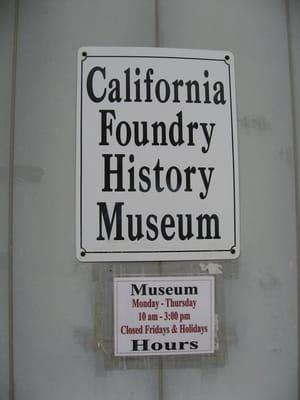 California
Foundry
History
Museum
Museum
Monday - Thursday
10 am - 3:00 pm
Closed Fridays & Holidays
Hours